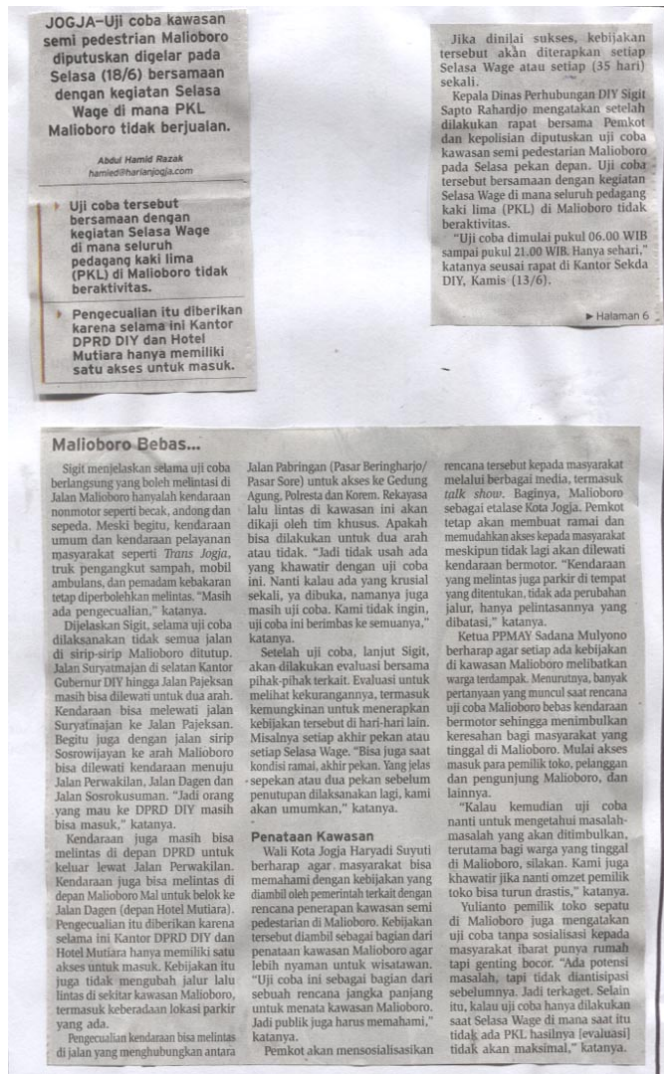 JOGJA–Uji coba kawasan
semi pedestrian Malioboro
diputuskan digelar pada
Selasa (18/6) bersamaan
dengan kegiatan Selasa
Wage di mana PKL
Malioboro tidak berjualan.
Abdul Hamid Razak
hamied@harianjogja.com
Uji coba tersebut
bersamaan dengan
kegiatan Selasa Wage
di mana seluruh
pedagang kaki lima
(PKL) di Malioboro tidak
beraktivitas.
Pengecualian itu diberikan
karena selama ini Kantor
DPRD DIY dan Hotel
Mutiara hanya memiliki
satu akses untuk masuk.
Jika dinilai sukses, kebijakan
tersebut akan diterapkan setiap
Selasa Wage atau setiap (35 hari)
sekali.
Kepala Dinas Perhubungan DIY Sigit
Sapto Rahardjo mengatakan setelah
dilakukan rapat bersama Pemkot
dan kepolisian diputuskan uji coba
kawasan semi pedestarian Malioboro
pada Selasa pekan depan. Uji coba
tersebut bersamaan dengan kegiatan
Selasa Wage di mana seluruh pedagang
kaki lima (PKL) di Malioboro tidak
beraktivitas.
“Uji coba dimulai pukul 06.00 WIB
sampai pukul 21.00 WIB. Hanya sehari,”
katanya seusai rapat di Kantor Sekda
DIY, Kamis (13/6).
▶ Halaman 6
Malioboro Bebas...
Sigit menjelaskan selama uji coba
berlangsung yang boleh melintasi di
Jalan Malioboro hanyalah kendaraan
nonmotor seperti becak, andong dan
sepeda. Meski begitu, kendaraan
umum dan kendaraan pelayanan
masyarakat seperti Trans Jogja,
truk pengangkut sampah, mobil
ambulans, dan pemadam kebakaran
tetap diperbolehkan melintas. “Masih
ada pengecualian,” katanya.
Dijelaskan Sigit, selama uji coba
dilaksanakan tidak semua jalan
di sirip-sirip Malioboro ditutup.
Jalan Suryatmajan di selatan Kantor
Gubernur DIY hingga Jalan Pajeksan
masih bisa dilewati untuk dua arah.
Kendaraan bisa melewati jalan
Suryatmajan ke Jalan Pajeksan.
Begitu juga dengan jalan sirip
Sosrowijayan ke arah Malioboro
bisa dilewati kendaraan menuju
Jalan Perwakilan, Jalan Dagen dan
Jalan Sosrokusuman. “Jadi orang
yang mau ke DPRD DIY masih
bisa masuk,” katanya.
Kendaraan juga masih bisa
melintas di depan DPRD untuk
keluar lewat Jalan Perwakilan.
Kendaraan juga bisa melintas di
depan Malioboro Mal untuk belok ke
Jalan Dagen (depan Hotel Mutiara).
Pengecualian itu diberikan karena
selama ini Kantor DPRD DIY dan
Hotel Mutiara hanya memiliki satu
akses untuk masuk. Kebijakan itu
juga tidak mengubah jalur lalu
lintas di sekitar kawasan Malioboro,
termasuk keberadaan lokasi parkir
yang ada.
Pengecualian kendaraan bisa melintas
di jalan yang menghubungkan antara
Jalan Pabringan (Pasar Beringharjo/
Pasar Sore) untuk akses ke Gedung
Agung, Polresta dan Korem. Rekayasa
lalu lintas di kawasan ini akan
dikaji oleh tim khusus. Apakah
bisa dilakukan untuk dua arah
atau tidak. “Jadi tidak usah ada
yang khawatir dengan uji coba
ini. Nanti kalau ada yang krusial
sekali, ya dibuka, namanya juga
masih uji coba. Kami tidak ingin,
uji coba ini berimbas ke semuanya,”
katanya.
Setelah uji coba, lanjut Sigit,
akan dilakukan evaluasi bersama
pihak-pihak terkait. Evaluasi untuk
melihat kekurangannya, termasuk
kemungkinan untuk menerapkan
kebijakan tersebut di hari-hari lain.
Misalnya setiap akhir pekan atau
setiap Selasa Wage. “Bisa juga saat
kondisi ramai, akhir pekan. Yang jelas
sepekan atau dua pekan sebelum
penutupan dilaksanakan lagi, kami
akan umumkan,” katanya.
Penataan Kawasan
Wali Kota Jogja Haryadi Suyuti
berharap agar masyarakat bisa
memahami dengan kebijakan yang
diambil oleh pemerintah terkait dengan
rencana penerapan kawasan semi
pedestarian di Malioboro. Kebijakan
tersebut diambil sebagai bagian dari
penataan kawasan Malioboro agar
lebih nyaman untuk wisatawan.
“Uji coba ini sebagai bagian dari
sebuah rencana jangka panjang
untuk menata kawasan Malioboro.
Jadi publik juga harus memahami,”
katanya.
Pemkot akan mensosialisasikan
rencana tersebut kepada masyarakat
melalui berbagai media, termasuk
talk show. Baginya, Malioboro
sebagai etalase Kota Jogja. Pemkot
tetap akan membuat ramai dan
memudahkan akses kepada masyarakat
meskipun tidak lagi akan dilewati
kendaraan bermotor. “Kendaraan
yang melintas juga parkir di tempat
yang ditentukan, tidak ada perubahan
jalur, hanya pelintasannya yang
dibatasi,” katanya.
Ketua PPMAY Sadana Mulyono
berharap agar setiap ada kebijakan
di kawasan Malioboro melibatkan
warga terdampak. Menurutnya, banyak
pertanyaan yang muncul saat rencana
uji coba Malioboro bebas kendaraan
bermotor sehingga menimbulkan
keresahan bagi masyarakat yang
tinggal di Malioboro. Mulai akses
masuk para pemilik toko, pelanggan
dan pengunjung Malioboro, dan
lainnya.
“Kalau kemudian uji coba
nanti untuk mengetahui masalah-
masalah yang akan ditimbulkan,
terutama bagi warga yang tinggal
di Malioboro, silakan. Kami juga
khawatir jika nanti omzet pemilik
toko bisa turun drastis,” katanya.
Yulianto pemilik toko sepatu
di Malioboro juga mengatakan
uji coba tanpa sosialisasi kepada
masyarakat ibarat punya rumah
tapi genting bocor. “Ada potensi
masalah, tapi tidak diantisipasi
sebelumnya. Jadi terkaget. Selain
itu, kalau uji coba hanya dilakukan
saat Selasa Wage di mana saat itu
tidak ada PKL hasilnya [evaluasi]
tidak akan maksimal,” katanya.